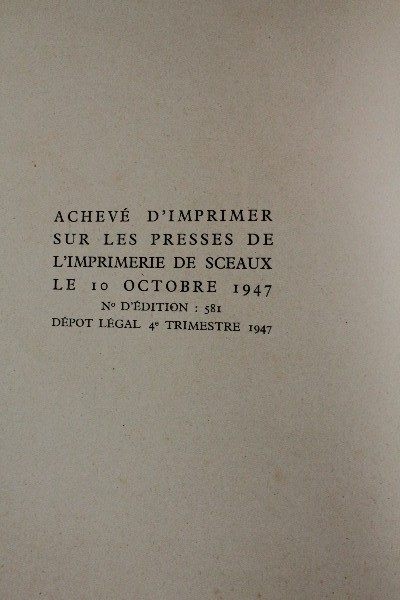 ACHEVÉ D'IMPRIMER
SUR LES PRESSES DE
L'IMPRIMERIE DE SCEAUX
LE 10 OCTOBRE 1947
Nº D'ÉDITION : 581
DÉPOT LÉGAL 4e TRIMESTRE 1947